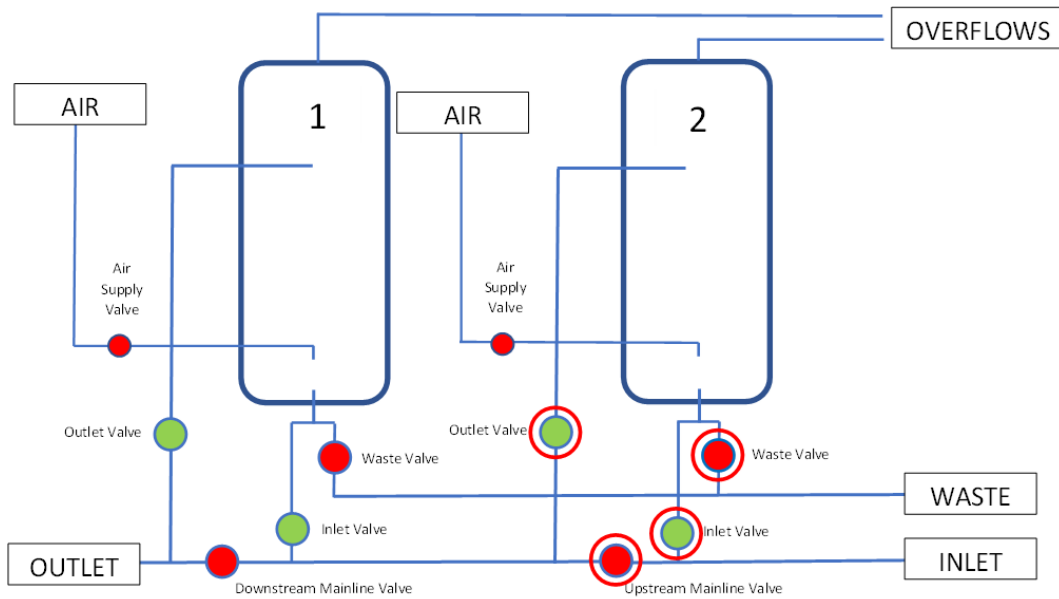 OVERFLOWS
AIR
1
AIR
2
Air
Supply
Valve
Air
Supply
Valve
Outlet Valve
Waste Valve
Outlet Valve
Waste Valve
WASTE
Inlet Valve
Inlet Valve
OUTLET
Downstream Mainline Valve
Upstream Mainline Valve
INLET